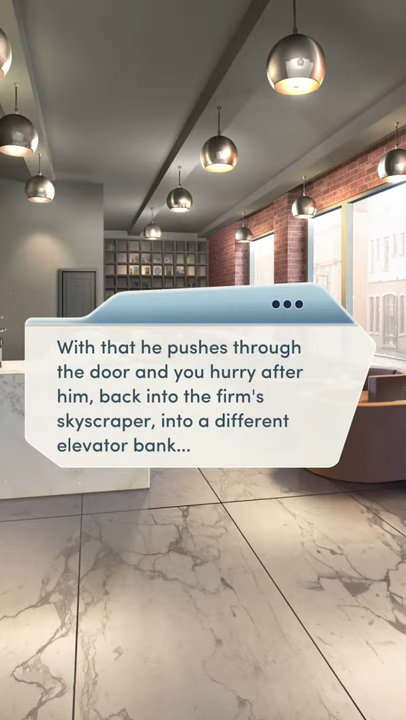 With that he pushes through
the door and you hurry after
him, back into the firm's
skyscraper, into a different
elevator bank...